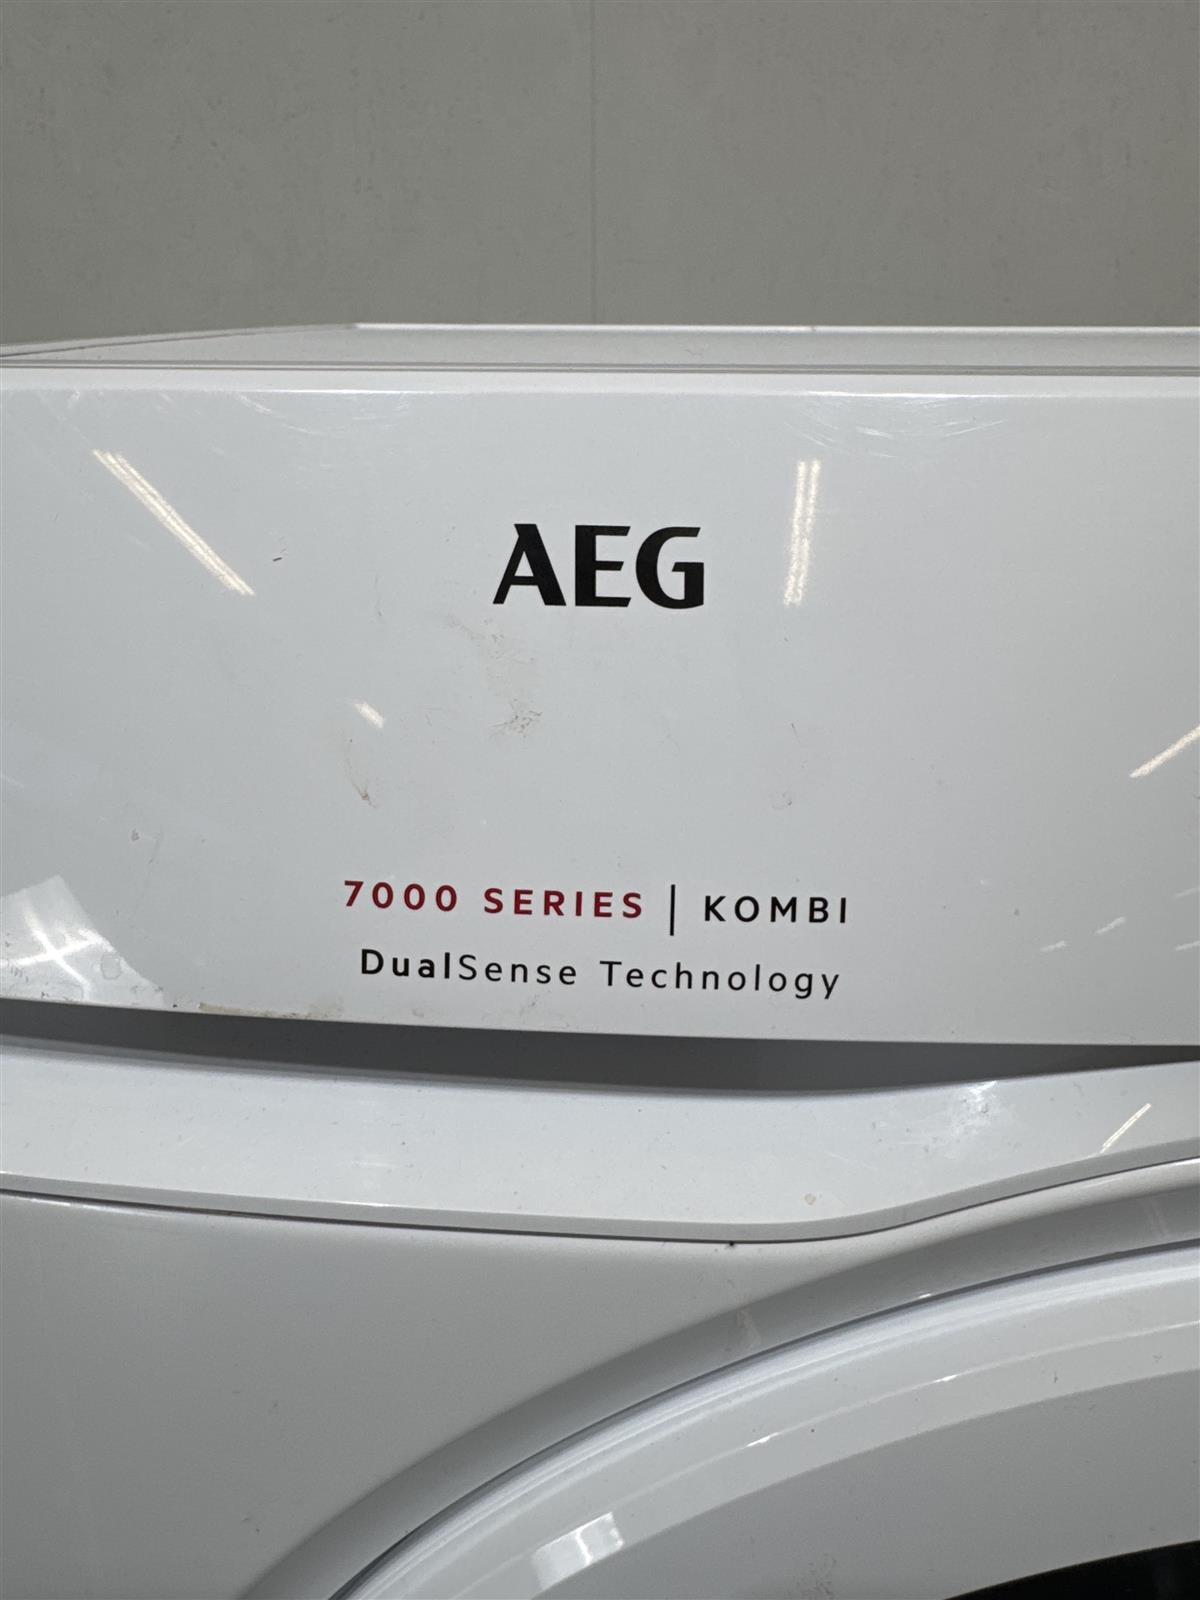 AEG
7000 SERIES | KOMBI
DualSense Technology